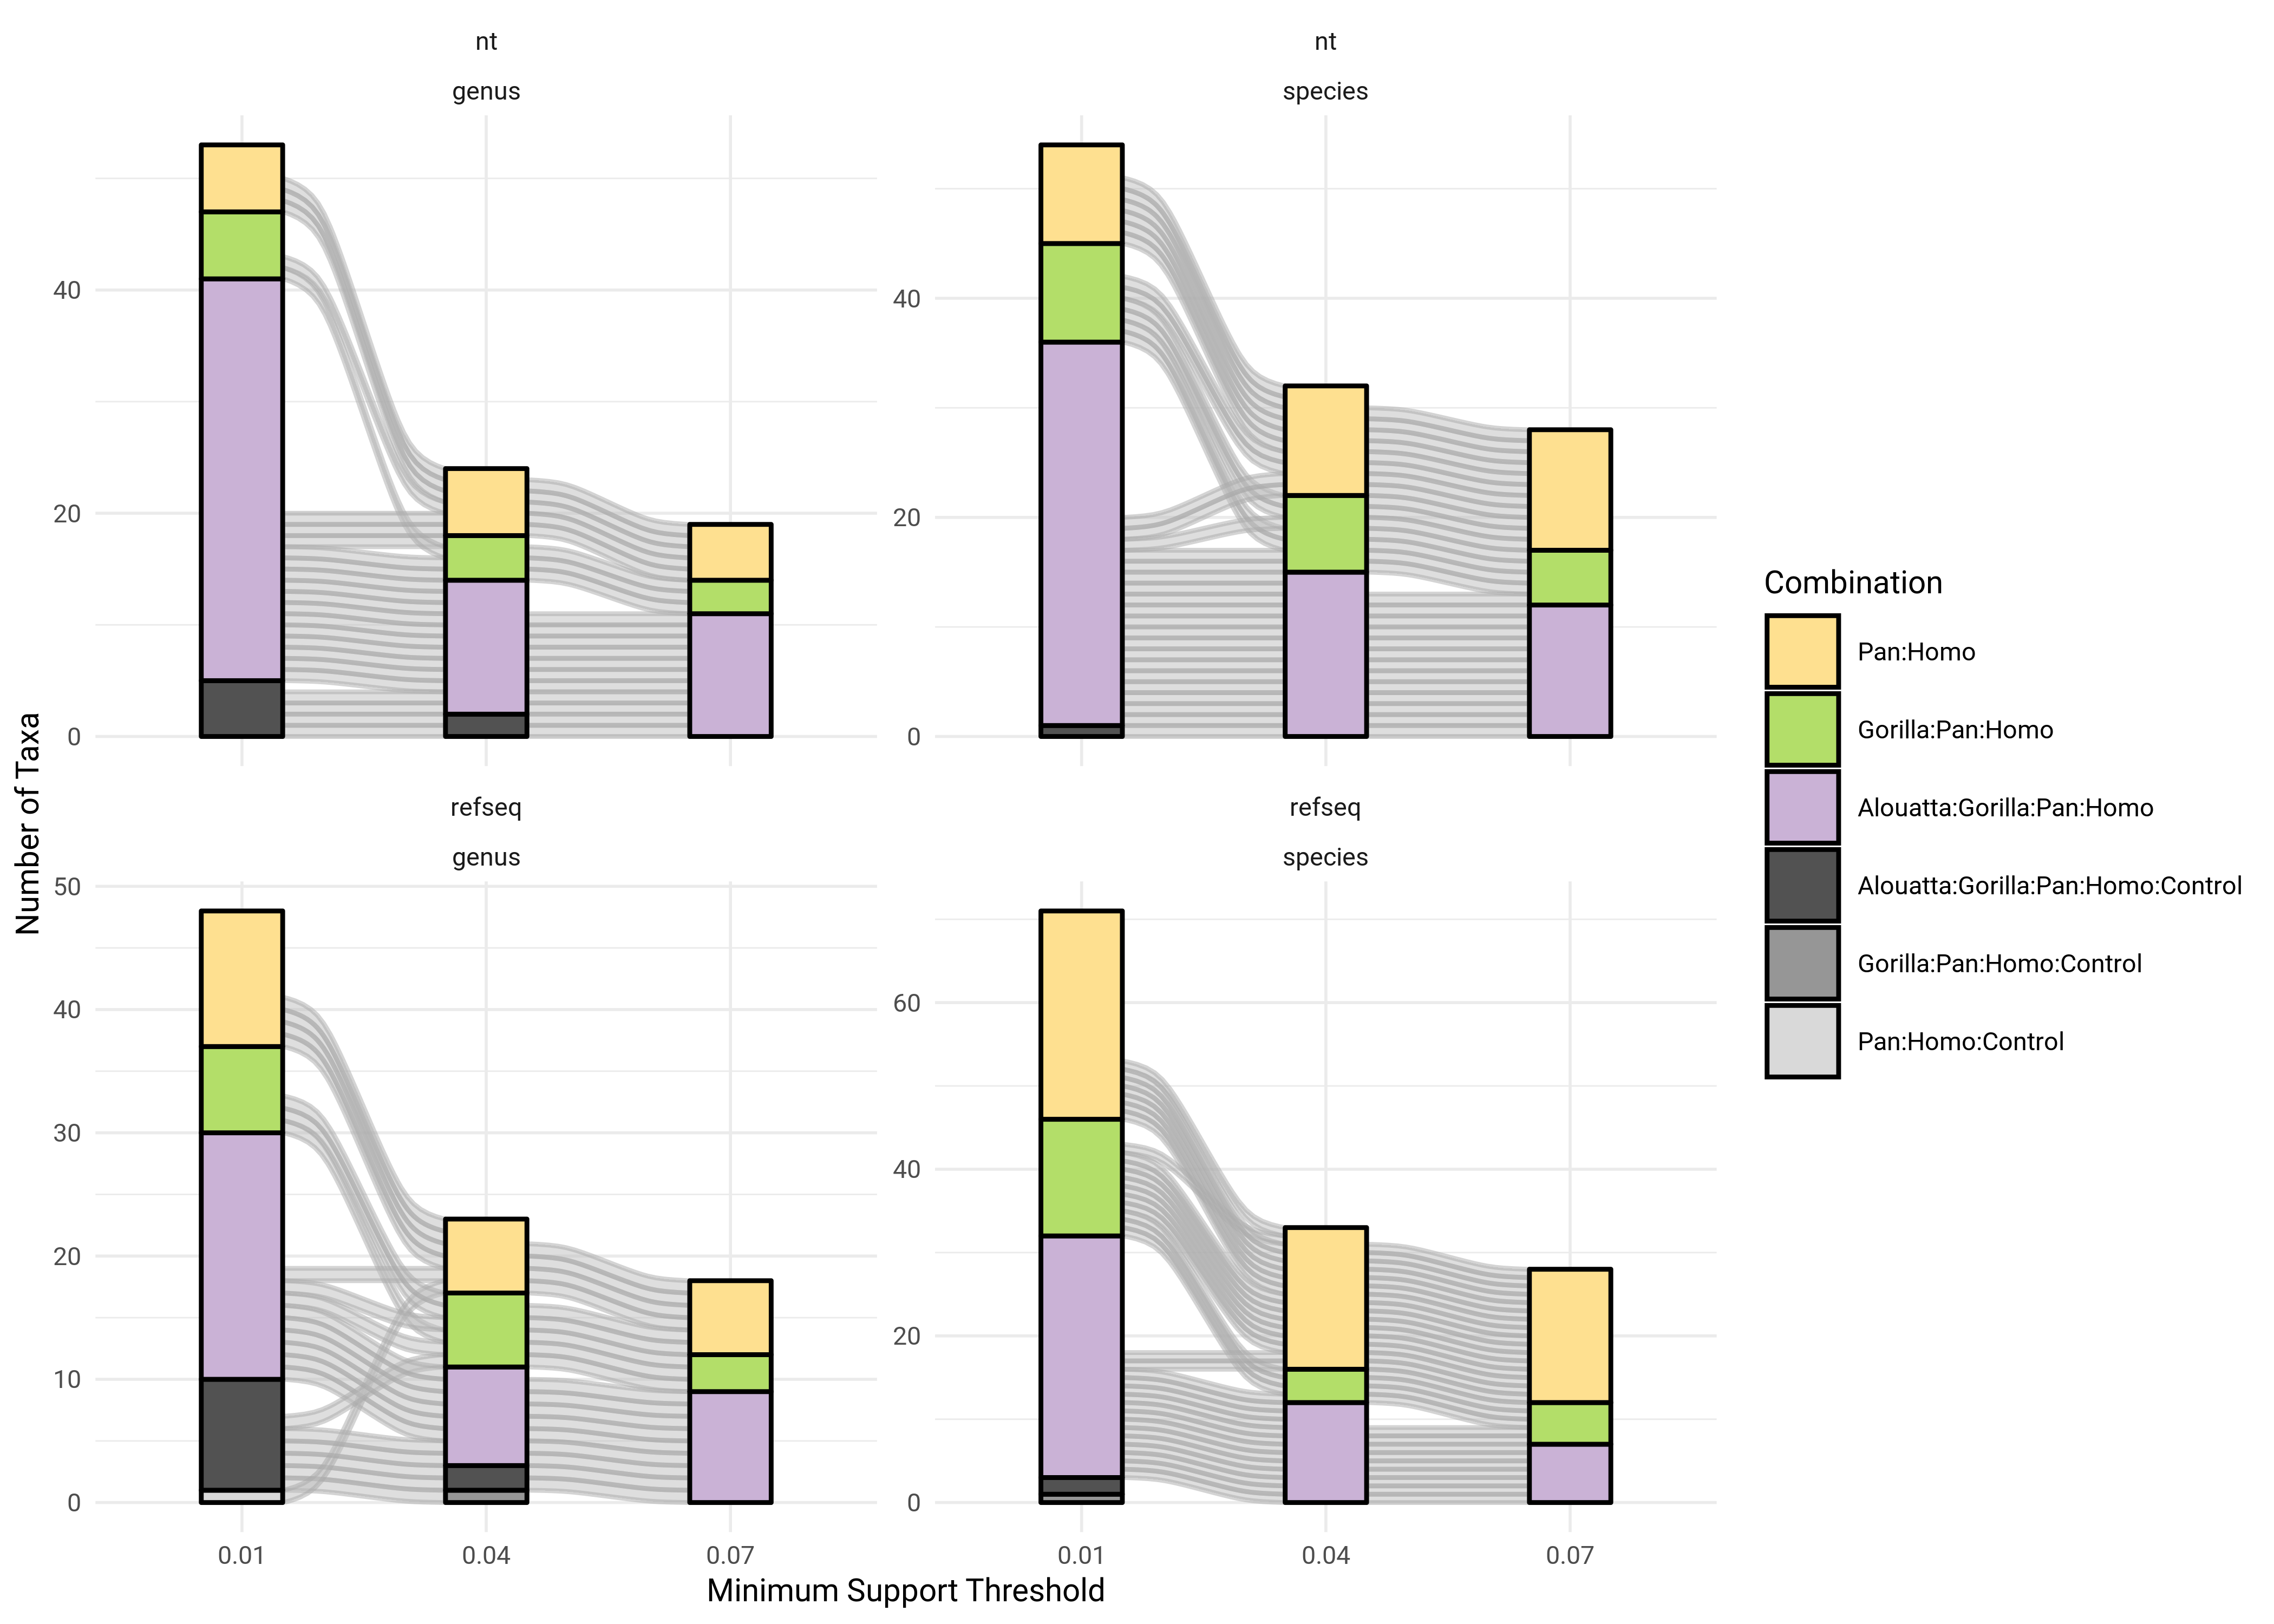 nt
genus
nt
species
40
20
0
40
20
0
refseq
genus
refseq
species
50
40
30
20
10
0
60
40
20
0
0.01
0.04
0.07
0.01
0.04
0.07
Minimum Support Threshold
Number of Taxa
Combination
Pan:Homo
Gorilla:Pan:Homo
Alouatta:Gorilla:Pan:Homo
Alouatta:Gorilla:Pan:Homo:Control
Gorilla:Pan:Homo:Control
Pan:Homo:Control